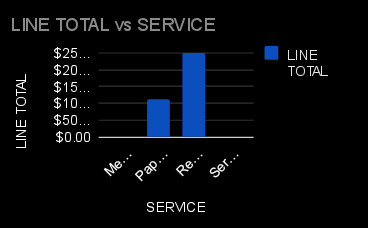 LINE TOTAL vs SERVICE
$25...
$20...
$15...
$10...
$50...
$0.00
LINE TOTAL
Me...
Pap...
Re...
Ser...
SERVICE
LINE
TOTAL